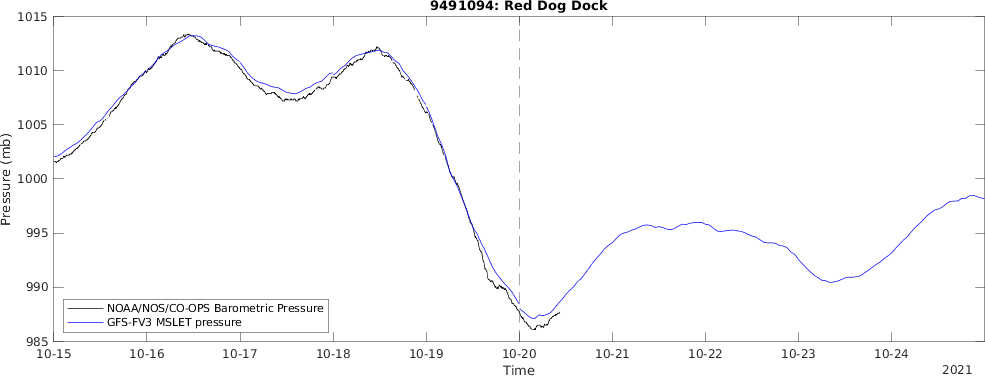 9491094: Red Dog Dock
Pressure (mb)
1015
1010
1005
1000
995
990
985
NOAA/NOS/CO-OPS Barometric Pressure
GFS-FV3 MSLET pressure
10-15 10-16 10-17 10-18 10-19 10-20 10-21 10-22 10-23 10-24
Time
2021